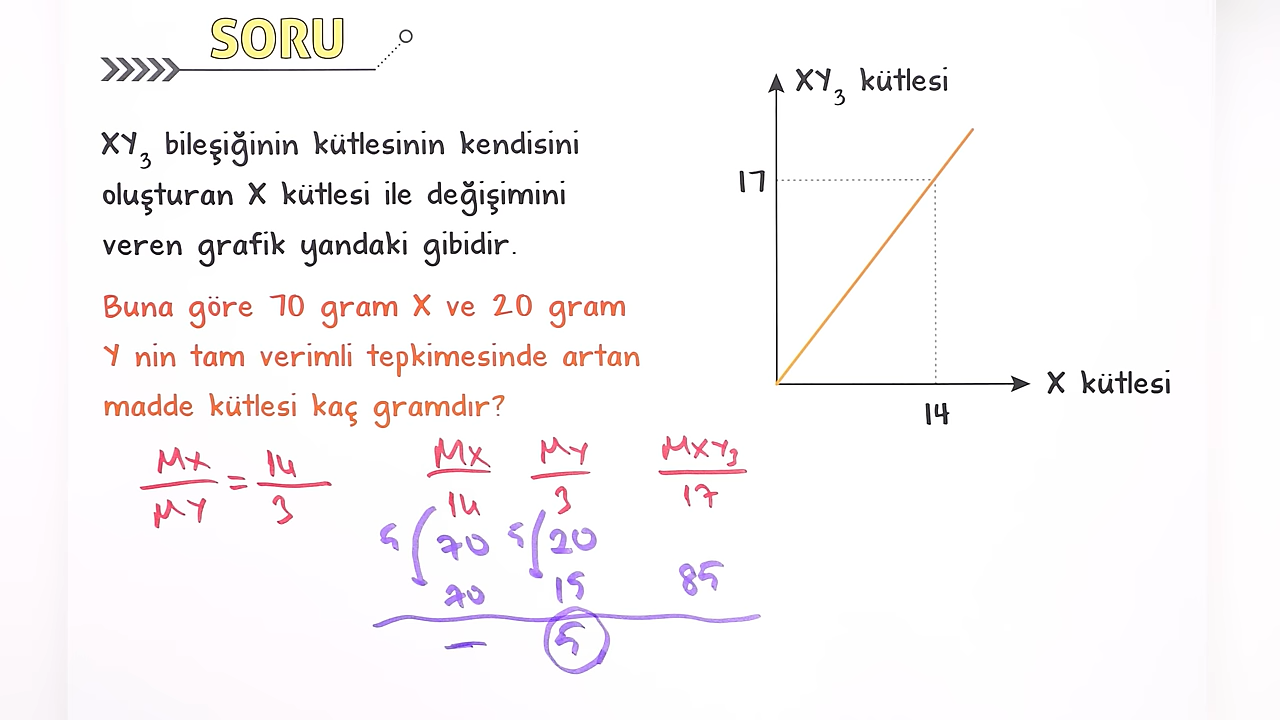 SORU
XY₃ bileşiğinin kütlesinin kendisini
oluşturan X kütlesi ile değişimini
veren grafik yandaki gibidir.
Buna göre 70 gram X ve 20 gram
Y nin tam verimli tepkimesinde artan
madde kütlesi kaç gramdır?
XY₃ kütlesi
17
14
X kütlesi
MX / MY = 14 / 3
MX MY MXY₃
14 3 17
5 70 5 20
70 15 85
— 5